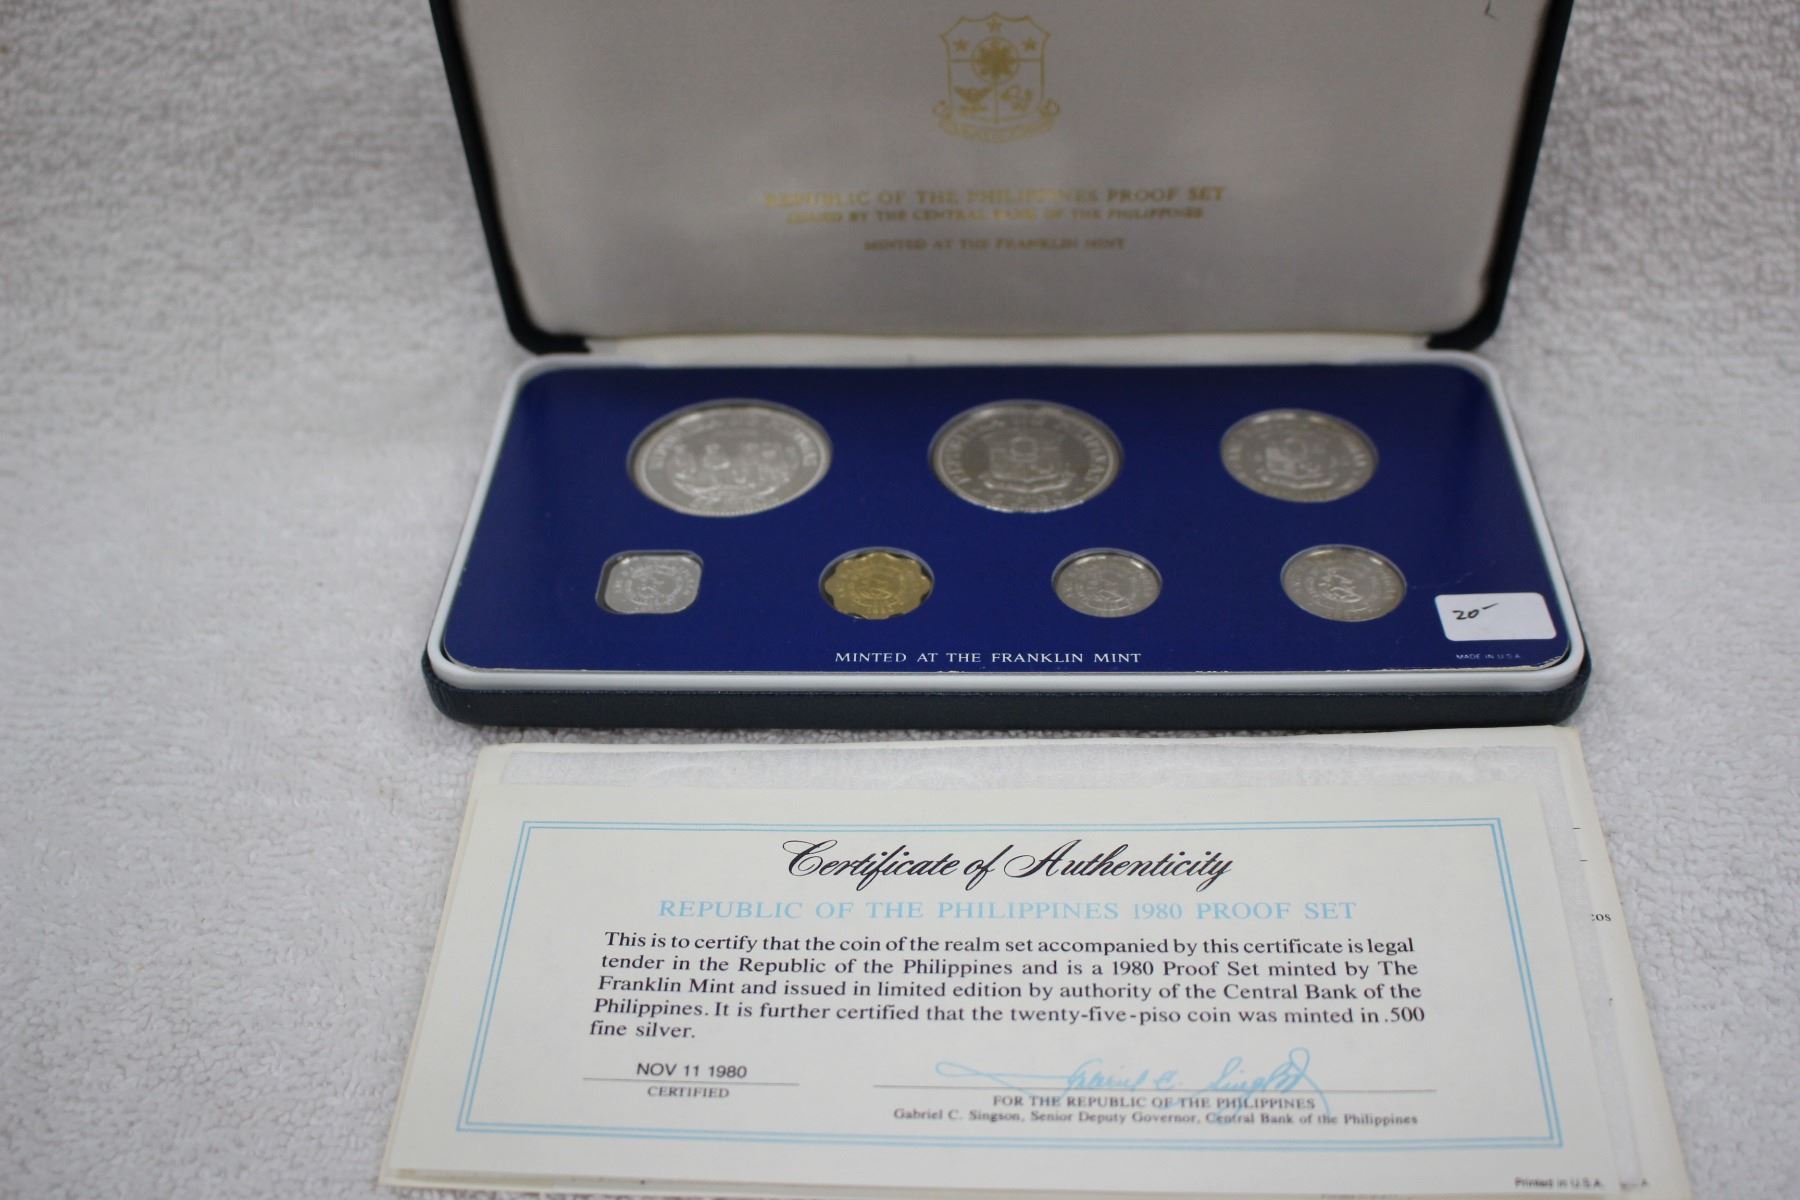 REPUBLIC OF THE PHILIPPINES PROOF SET
ISSUED BY THE CENTRAL BANK OF THE PHILIPPINES
MINTED AT THE FRANKLIN MINT
20-
MINTED AT THE FRANKLIN MINT
MADE IN U.S.A.
Certificate of Authenticity
REPUBLIC OF THE PHILIPPINES 1980 PROOF SET
This is to certify that the coin of the realm set accompanied by this certificate is legal
tender in the Republic of the Philippines and is a 1980 Proof Set minted by The
Franklin Mint and issued in limited edition by authority of the Central Bank of the
Philippines. It is further certified that the twenty-five-piso coin was minted in .500
fine silver.
NOV 11 1980
CERTIFIED
FOR THE REPUBLIC OF THE PHILIPPINES
Gabriel C. Singson, Senior Deputy Governor, Central Bank of the Philippines
Printed in U.S.A.